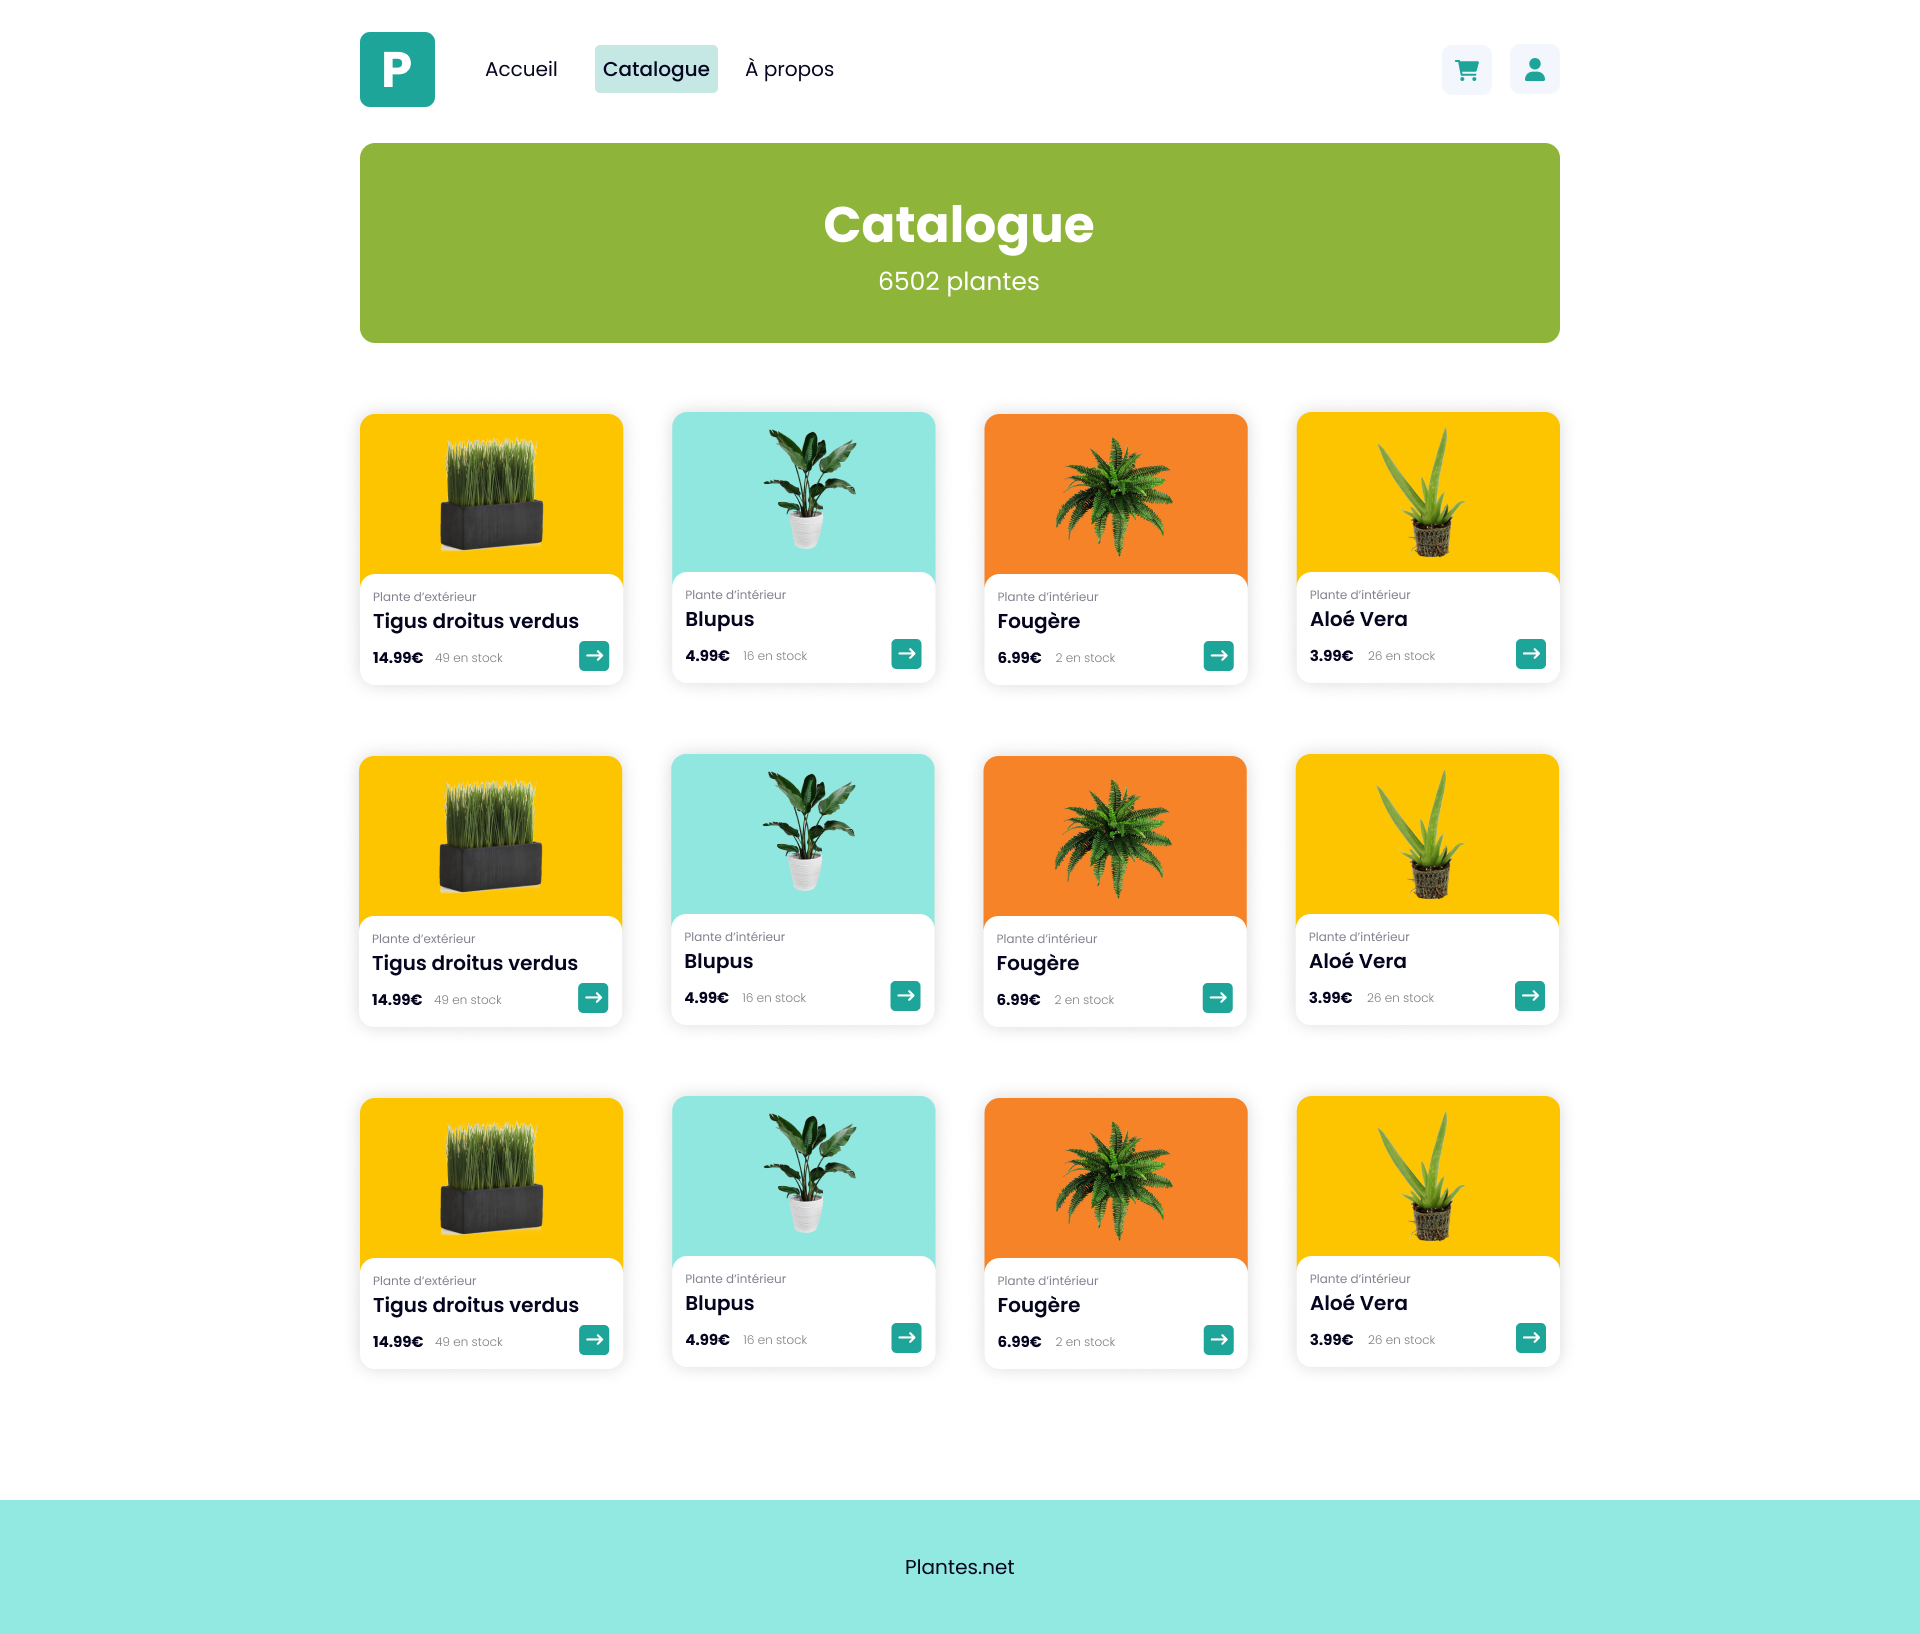 P
Accueil
Catalogue
À propos
Catalogue
6502 plantes
Plante d’extérieur
Tigus droitus verdus
14.99€ 49 en stock
Plante d’intérieur
Blupus
4.99€ 16 en stock
Plante d’intérieur
Fougère
6.99€ 2 en stock
Plante d’intérieur
Aloé Vera
3.99€ 26 en stock
Plante d’extérieur
Tigus droitus verdus
14.99€ 49 en stock
Plante d’intérieur
Blupus
4.99€ 16 en stock
Plante d’intérieur
Fougère
6.99€ 2 en stock
Plante d’intérieur
Aloé Vera
3.99€ 26 en stock
Plante d’extérieur
Tigus droitus verdus
14.99€ 49 en stock
Plante d’intérieur
Blupus
4.99€ 16 en stock
Plante d’intérieur
Fougère
6.99€ 2 en stock
Plante d’intérieur
Aloé Vera
3.99€ 26 en stock
Plantes.net